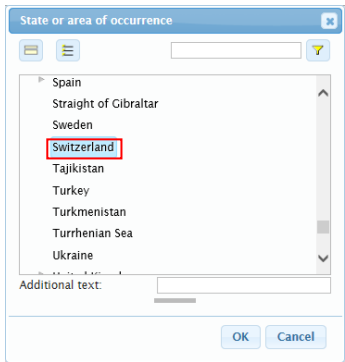 State or area of occurrence
Spain
Straight of Gibraltar
Sweden
Switzerland
Tajikistan
Turkey
Turkmenistan
Turrhenian Sea
Ukraine
Additional text:
OK Cancel